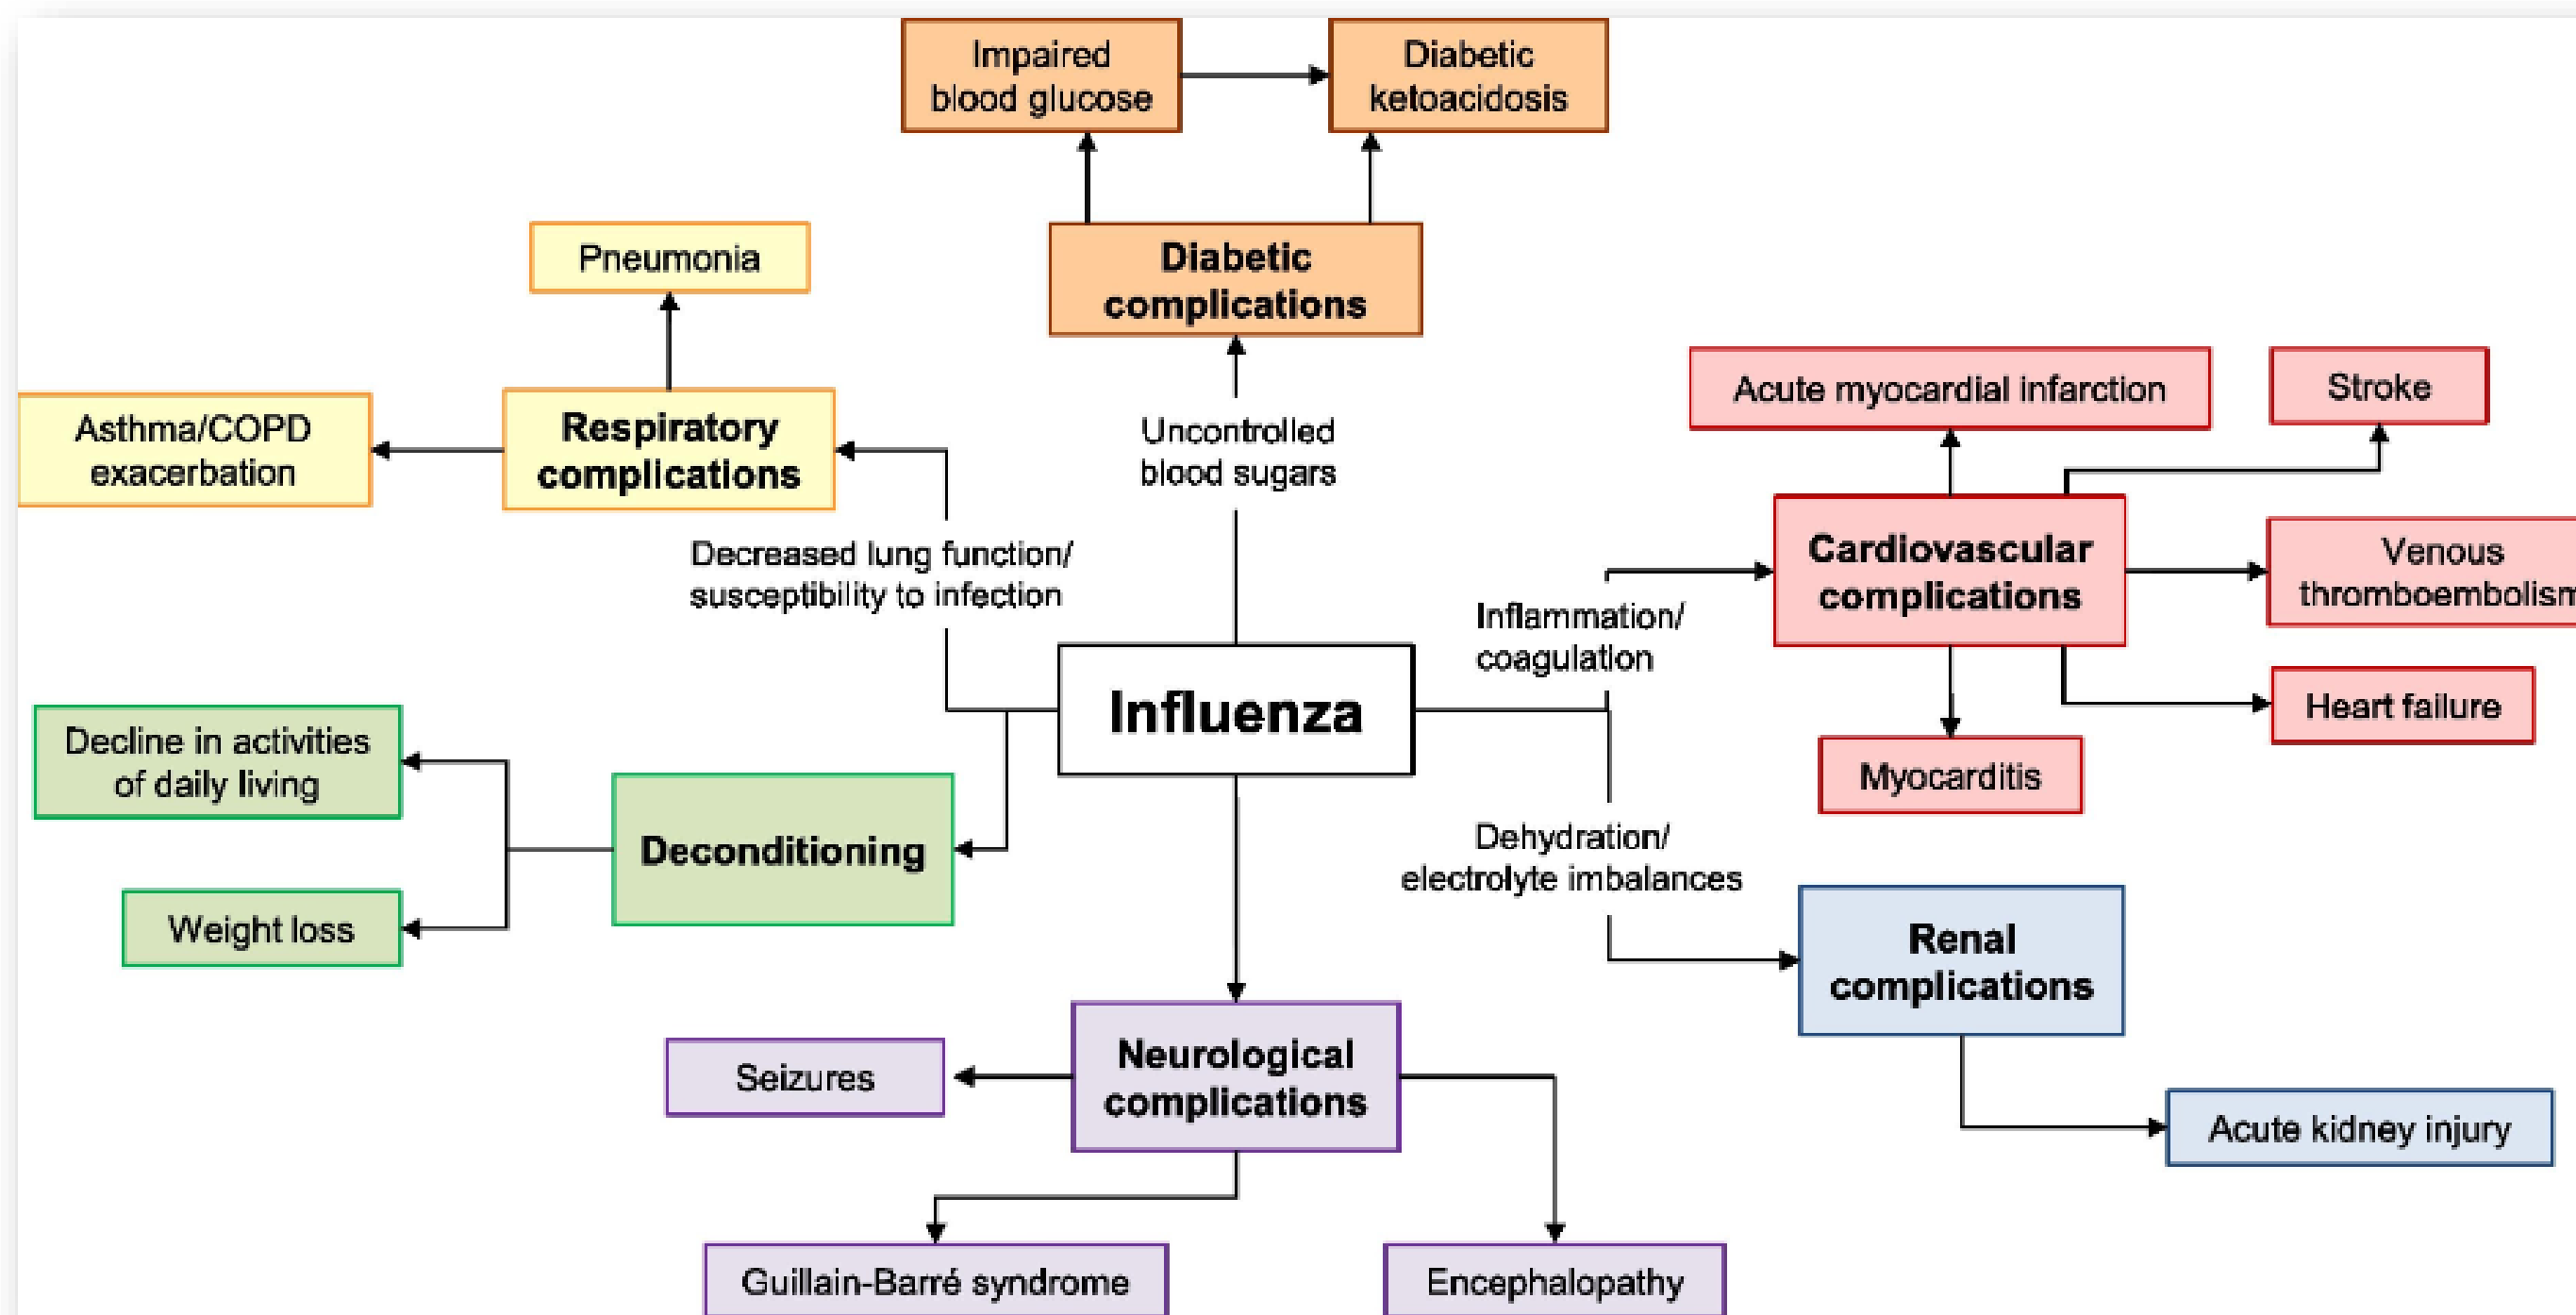 Impaired
blood glucose
Diabetic
ketoacidosis
Pneumonia
Diabetic
complications
Asthma/COPD
exacerbation
Respiratory
complications
Uncontrolled
blood sugars
Acute myocardial infarction
Stroke
Decreased lung function/
susceptibility to infection
Cardiovascular
complications
Venous
thromboembolism
Inflammation/
coagulation
Influenza
Heart failure
Myocarditis
Decline in activities
of daily living
Deconditioning
Weight loss
Dehydration/
electrolyte imbalances
Renal
complications
Seizures
Neurological
complications
Acute kidney injury
Guillain-Barré syndrome
Encephalopathy